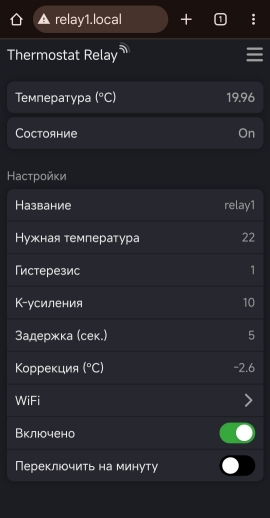 relay1.local
1
Thermostat Relay
Температура (°C) 19.96
Состояние On
Настройки
Название relay1
Нужная температура 22
Гистерезис 1
К-усиления 10
Задержка (сек.) 5
Коррекция (°C) -2.6
WiFi
Включено
Переключить на минуту